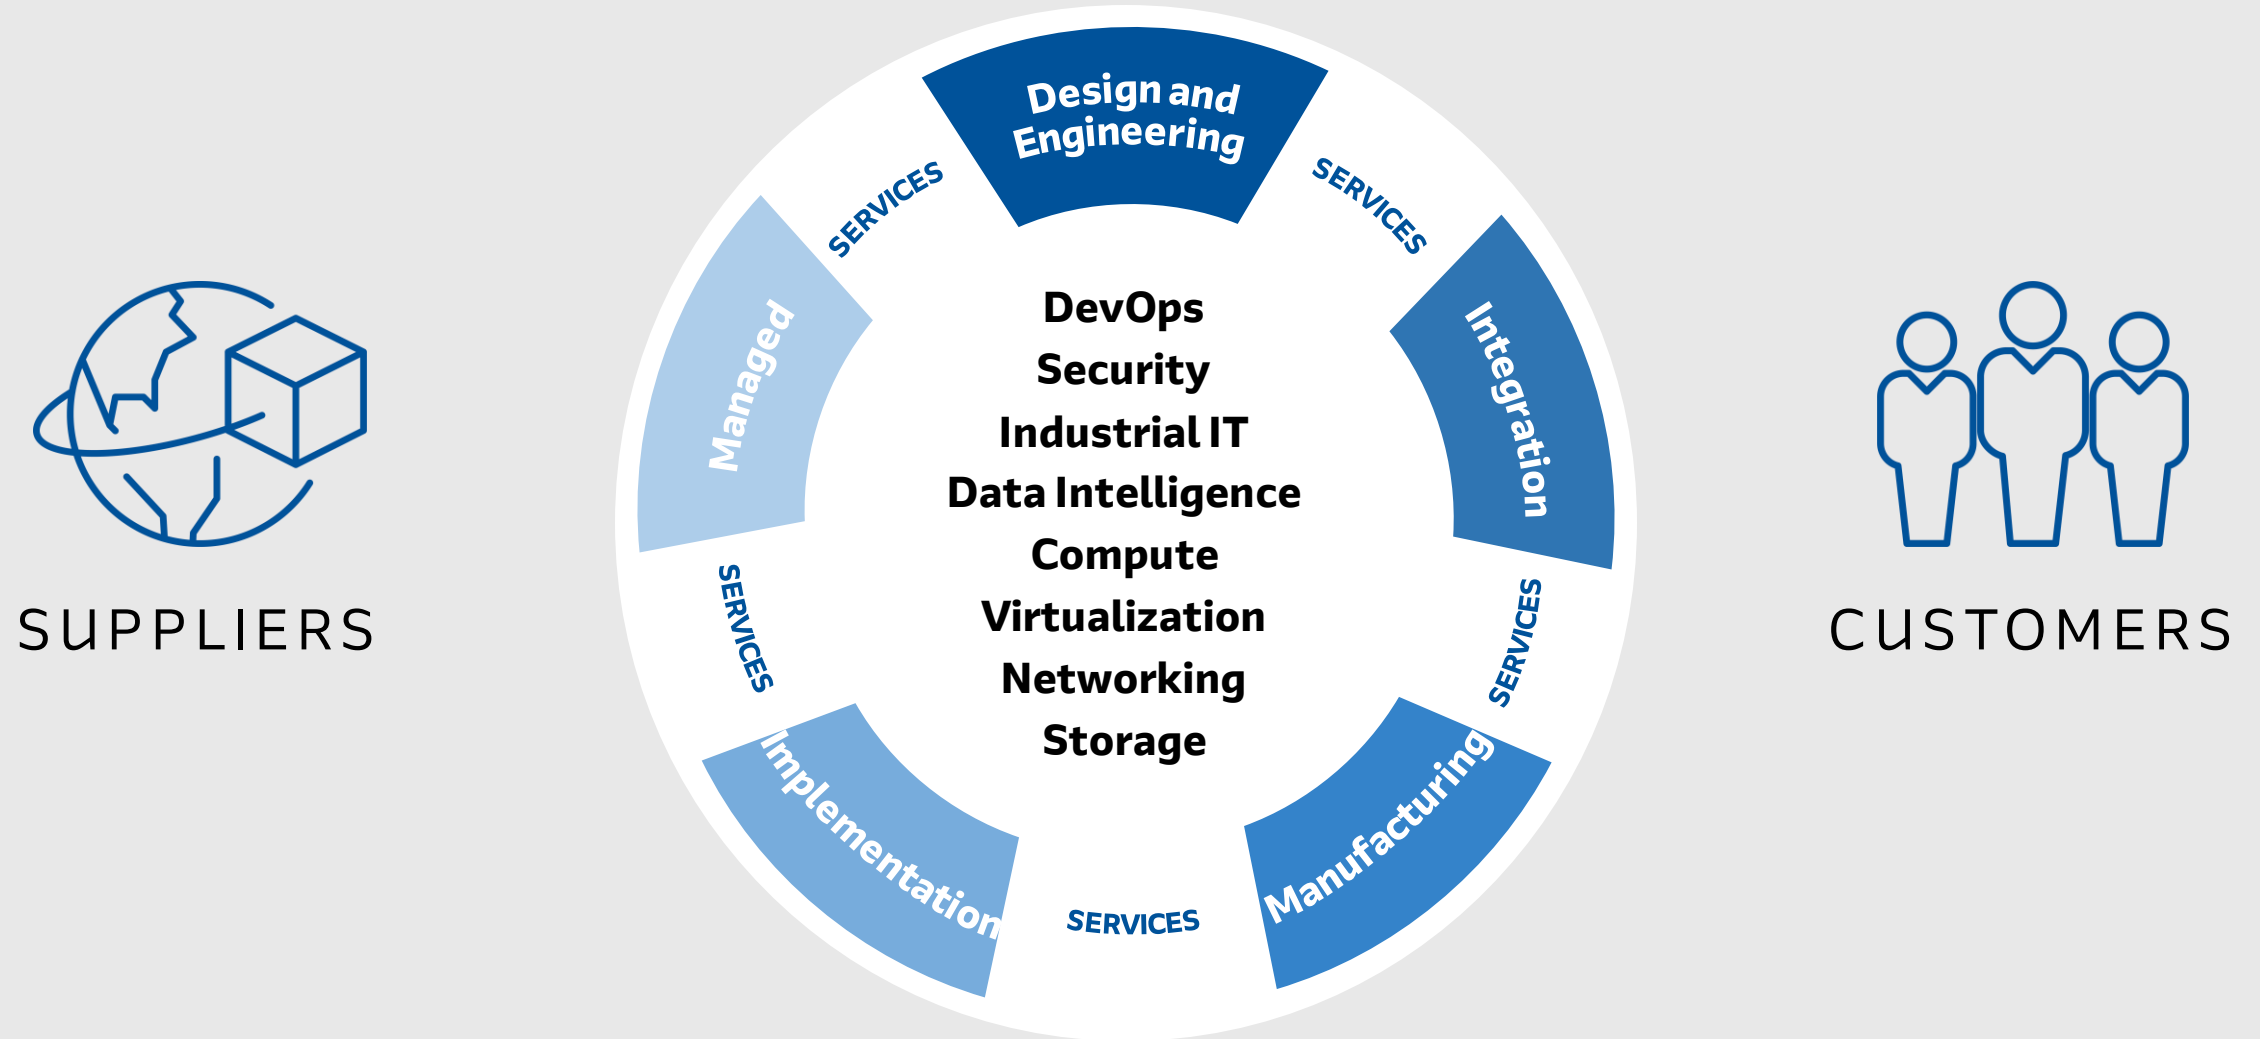 Design and
Engineering
SERVICES
SERVICES
Managed
Integration
DevOps
Security
Industrial IT
Data Intelligence
Compute
Virtualization
Networking
Storage
SUPPLIERS
CUSTOMERS
SERVICES
SERVICES
Implementation
Manufacturing
SERVICES